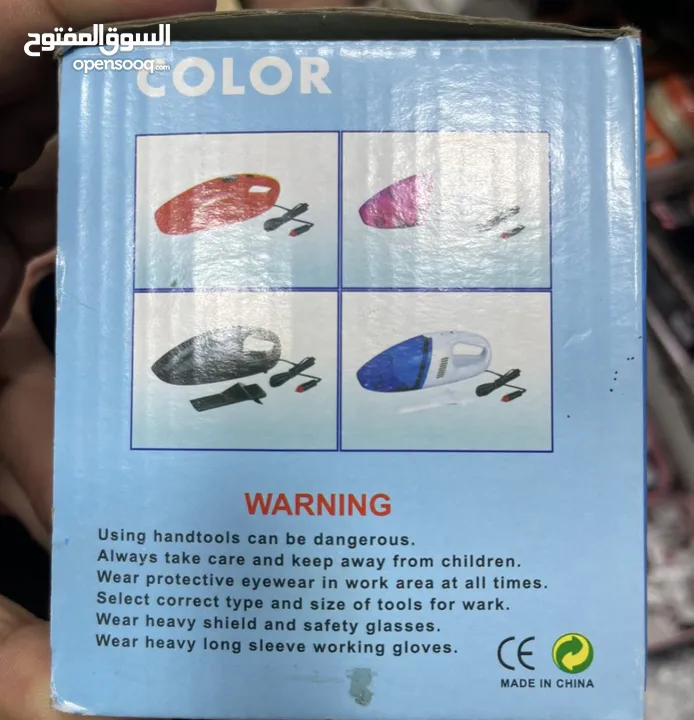 السوق المفتوح
opensooq.com
COLOR
WARNING
Using handtools can be dangerous.
Always take care and keep away from children.
Wear protective eyewear in work area at all times.
Select correct type and size of tools for wark.
Wear heavy shield and safety glasses.
Wear heavy long sleeve working gloves.
CE
MADE IN CHINA